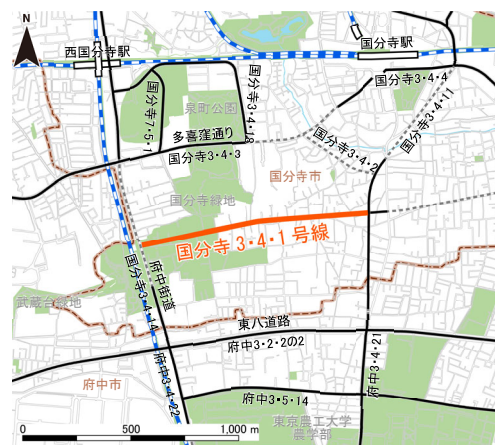 N
西国分寺駅
国分寺駅
国分寺3・4・4
国分寺3・4・11
国分寺7・5・1
泉町公園
国分寺3・4・18
多喜窪通り
国分寺3・4・3
国分寺3・4・2
国分寺市
国分寺緑地
国分寺3・4・1号線
武蔵台緑地
府中街道
国分寺3・4・14
東八道路
府中3・2・2の2
府中市
府中3・4・22
府中3・4・21
府中3・5・14
東京農工大学
農学部
0 500 1,000 m